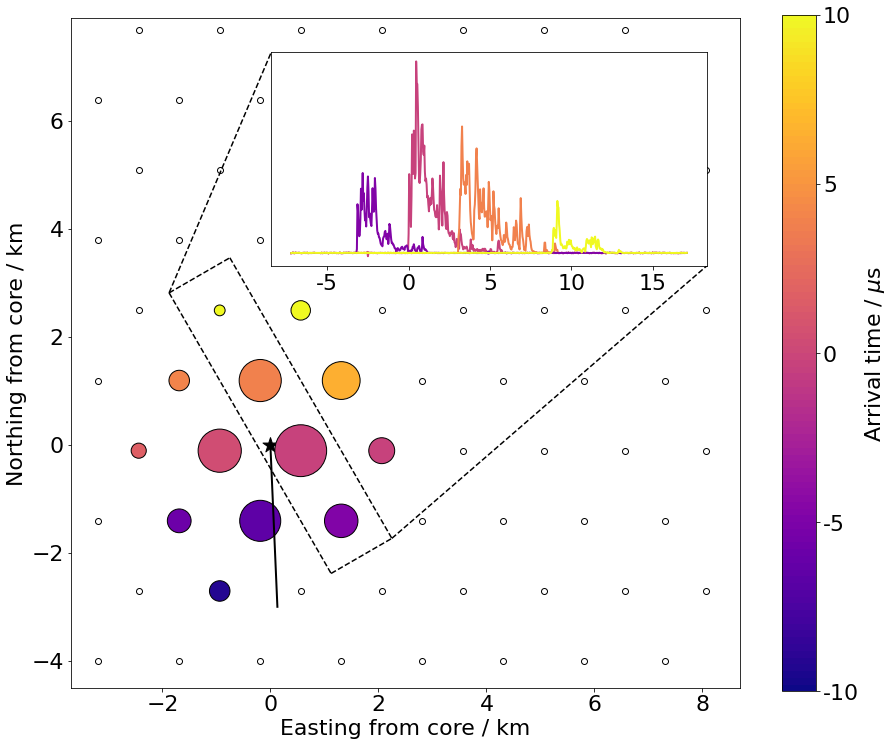 10
5
0
-5
-10
Arrival time / μs
6
4
2
0
−2
−4
Northing from core / km
-5 0 5 10 15
−2 0 2 4 6 8
Easting from core / km